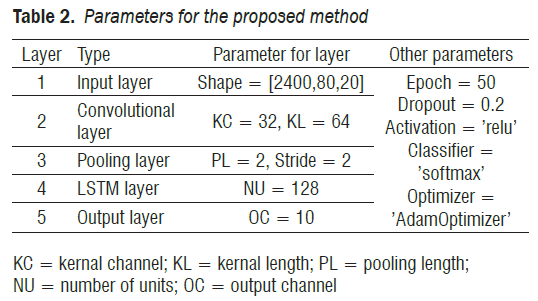 Table 2. Parameters for the proposed method
Layer Type Parameter for layer Other parameters
1 Input layer Shape = [2400,80,20] Epoch = 50
Dropout = 0.2
2 Convolutional layer KC = 32, KL = 64 Activation = 'relu'
Classifier =
3 Pooling layer PL = 2, Stride = 2 'softmax'
4 LSTM layer NU = 128 Optimizer =
5 Output layer OC = 10 'AdamOptimizer'
KC = kernal channel; KL = kernal length; PL = pooling length;
NU = number of units; OC = output channel